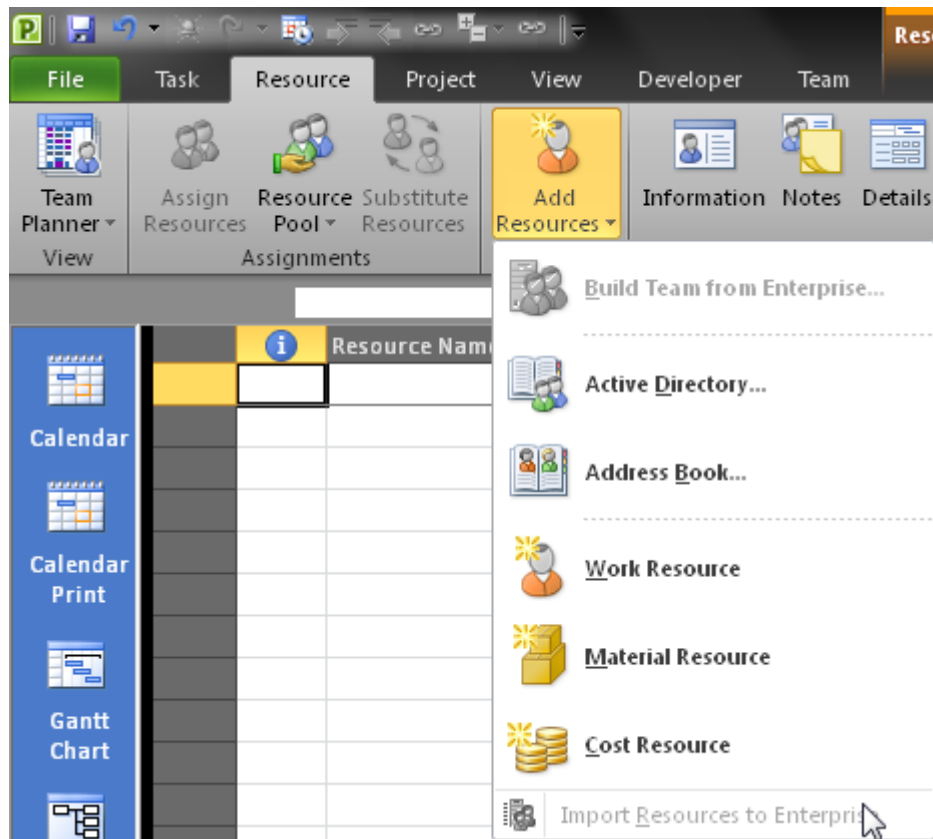 P
Res
File Task Resource Project View Developer Team
Team Planner
Assign Resources
Resource Pool
Substitute Resources
Add Resources
Information
Notes
Details
View
Assignments
Build Team from Enterprise...
Active Directory...
Address Book...
Work Resource
Material Resource
Cost Resource
Import Resources to Enterpris
i
Resource Name
Calendar
Calendar
Print
Gantt
Chart